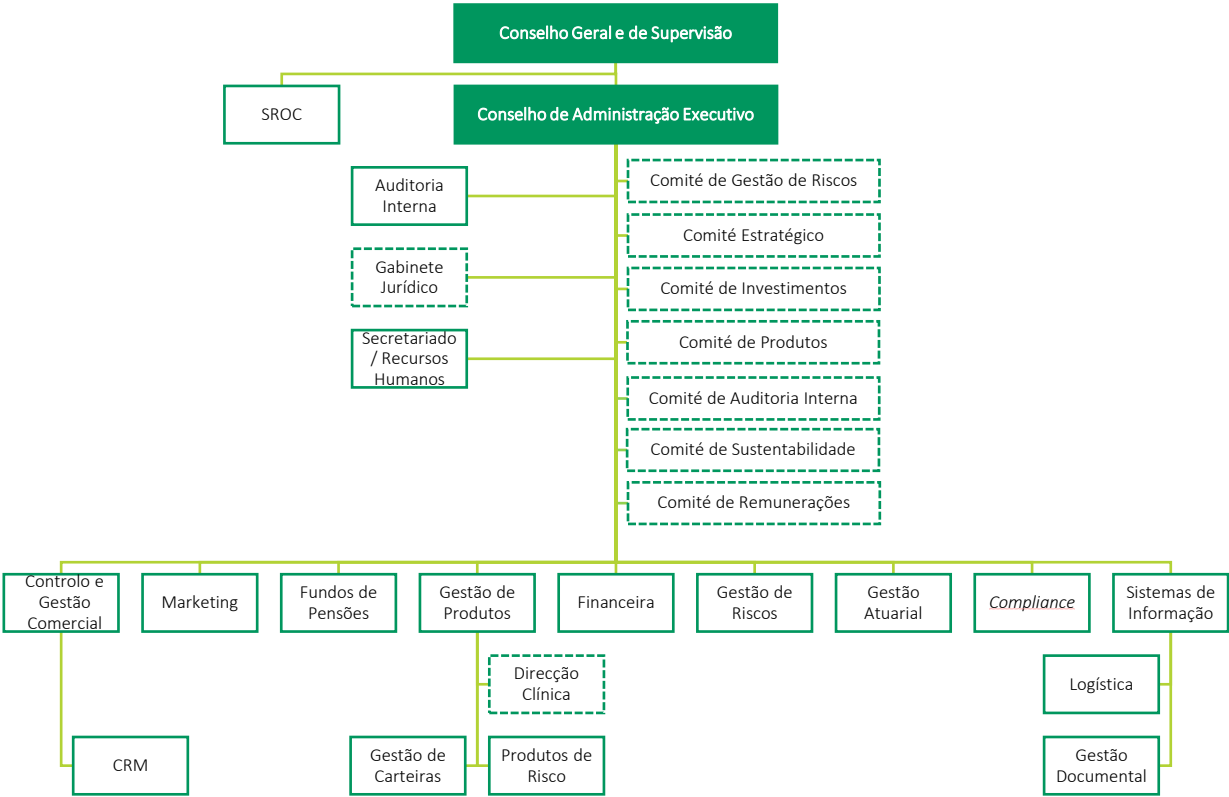 Conselho Geral e de Supervisão
SROC
Conselho de Administração Executivo
Auditoria
Interna
Comité de Gestão de Riscos
Comité Estratégico
Gabinete
Jurídico
Comité de Investimentos
Secretariado
/ Recursos
Humanos
Comité de Produtos
Comité de Auditoria Interna
Comité de Sustentabilidade
Comité de Remunerações
Controlo e
Gestão
Comercial
Marketing
Fundos de
Pensões
Gestão de
Produtos
Financeira
Gestão de
Riscos
Gestão
Atuarial
Compliance
Sistemas de
Informação
Direcção
Clínica
Logística
CRM
Gestão de
Carteiras
Produtos de
Risco
Gestão
Documental